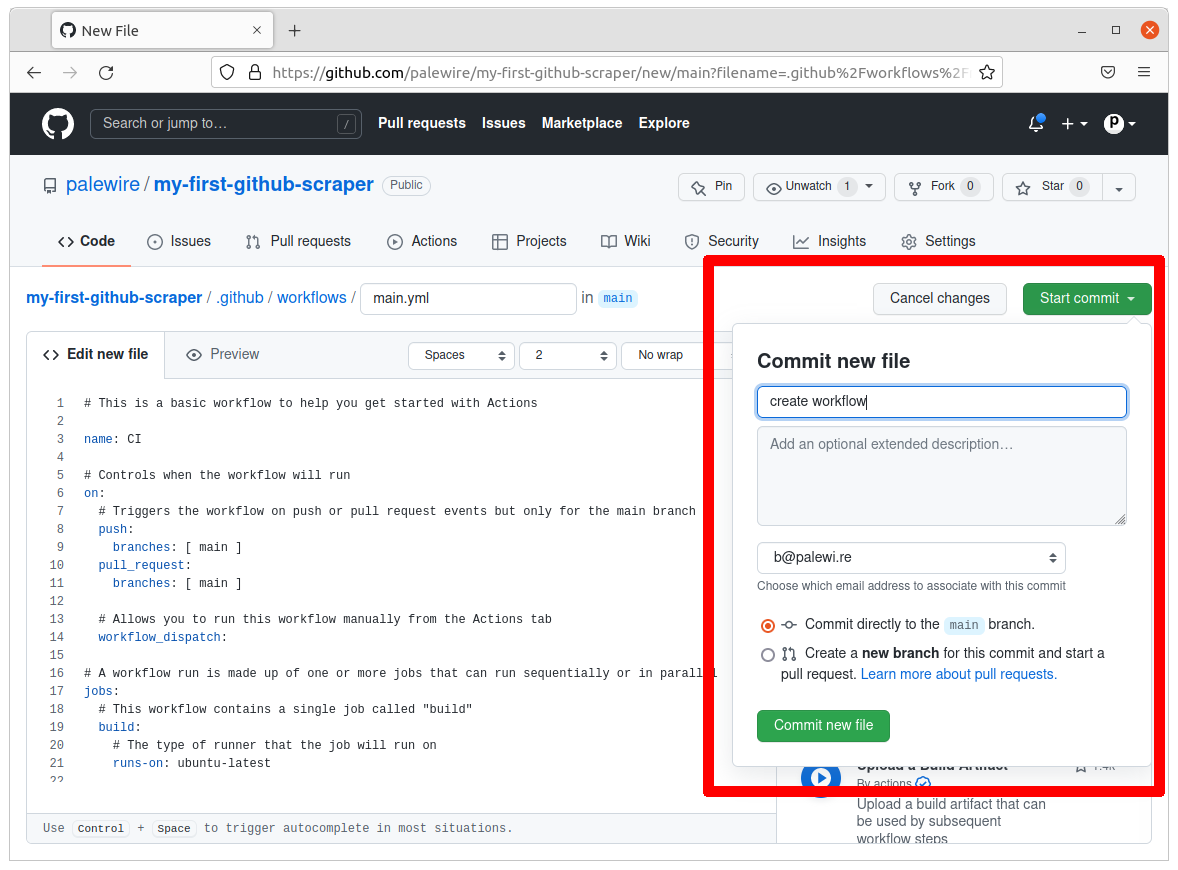 New File
https://github.com/palewire/my-first-github-scraper/new/main?filename=.github%2Fworkflows%2F
Search or jump to… / Pull requests Issues Marketplace Explore
palewire / my-first-github-scraper Public Pin Unwatch 1 Fork 0 Star 0
Code Issues Pull requests Actions Projects Wiki Security Insights Settings
my-first-github-scraper / .github / workflows / main.yml in main
Cancel changes Start commit
Edit new file Preview Spaces 2 No wrap
1 # This is a basic workflow to help you get started with Actions
2
3 name: CI
4
5 # Controls when the workflow will run
6 on:
7 # Triggers the workflow on push or pull request events but only for the main branch
8 push:
9 branches: [ main ]
10 pull_request:
11 branches: [ main ]
12
13 # Allows you to run this workflow manually from the Actions tab
14 workflow_dispatch:
15
16 # A workflow run is made up of one or more jobs that can run sequentially or in parallel
17 jobs:
18 # This workflow contains a single job called "build"
19 build:
20 # The type of runner that the job will run on
21 runs-on: ubuntu-latest
22
Use Control + Space to trigger autocomplete in most situations.
Commit new file
create workflow
Add an optional extended description…
b@palewi.re
Choose which email address to associate with this commit
Commit directly to the main branch.
Create a new branch for this commit and start a
pull request. Learn more about pull requests.
Commit new file
Upload a Build Artifact 1.4k
By actions
Upload a build artifact that can
be used by subsequent
workflow steps